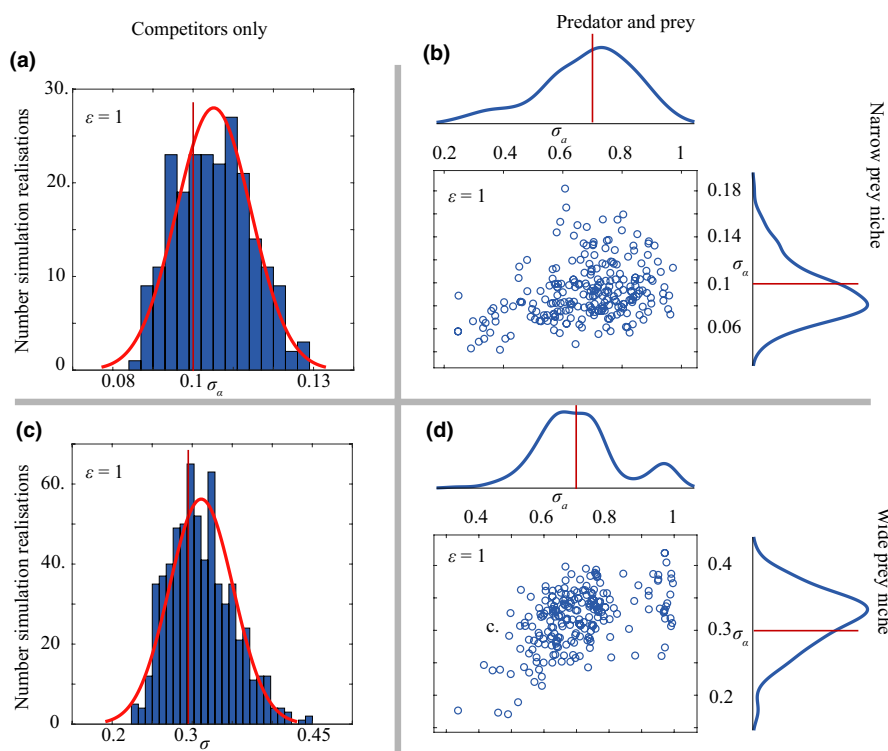 Competitors only
Predator and prey
(a)
Number simulation realisations
30.
20
10
0
ε = 1
0.08
0.1
0.13
σα
(b)
σa
0.2
0.4
0.6
0.8
1
ε = 1
0.18
0.14
σα
0.1
0.06
Narrow prey niche
(c)
Number simulation realisations
60.
40
20
0
ε = 1
0.2
0.3
0.45
σ
(d)
σa
0.4
0.6
0.8
1
ε = 1
c.
0.4
0.3
σα
0.2
Wide prey niche